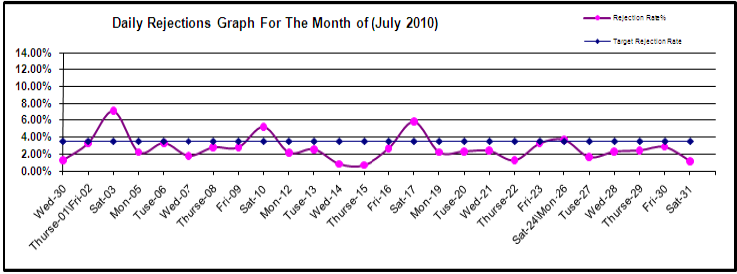 Daily Rejections Graph For The Month of (July 2010)
Rejection Rate%
Target Rejection Rate
14.00%
12.00%
10.00%
8.00%
6.00%
4.00%
2.00%
0.00%
Wed-30
Thurse-01\Fri-02
Sat-03
Mon-05
Tuse-06
Wed-07
Thurse-08
Fri-09
Sat-10
Mon-12
Tuse-13
Wed-14
Thurse-15
Fri-16
Sat-17
Mon-19
Tuse-20
Wed-21
Thurse-22
Fri-23
Sat-24\Mon-26
Tuse-27
Wed-28
Thurse-29
Fri-30
Sat-31